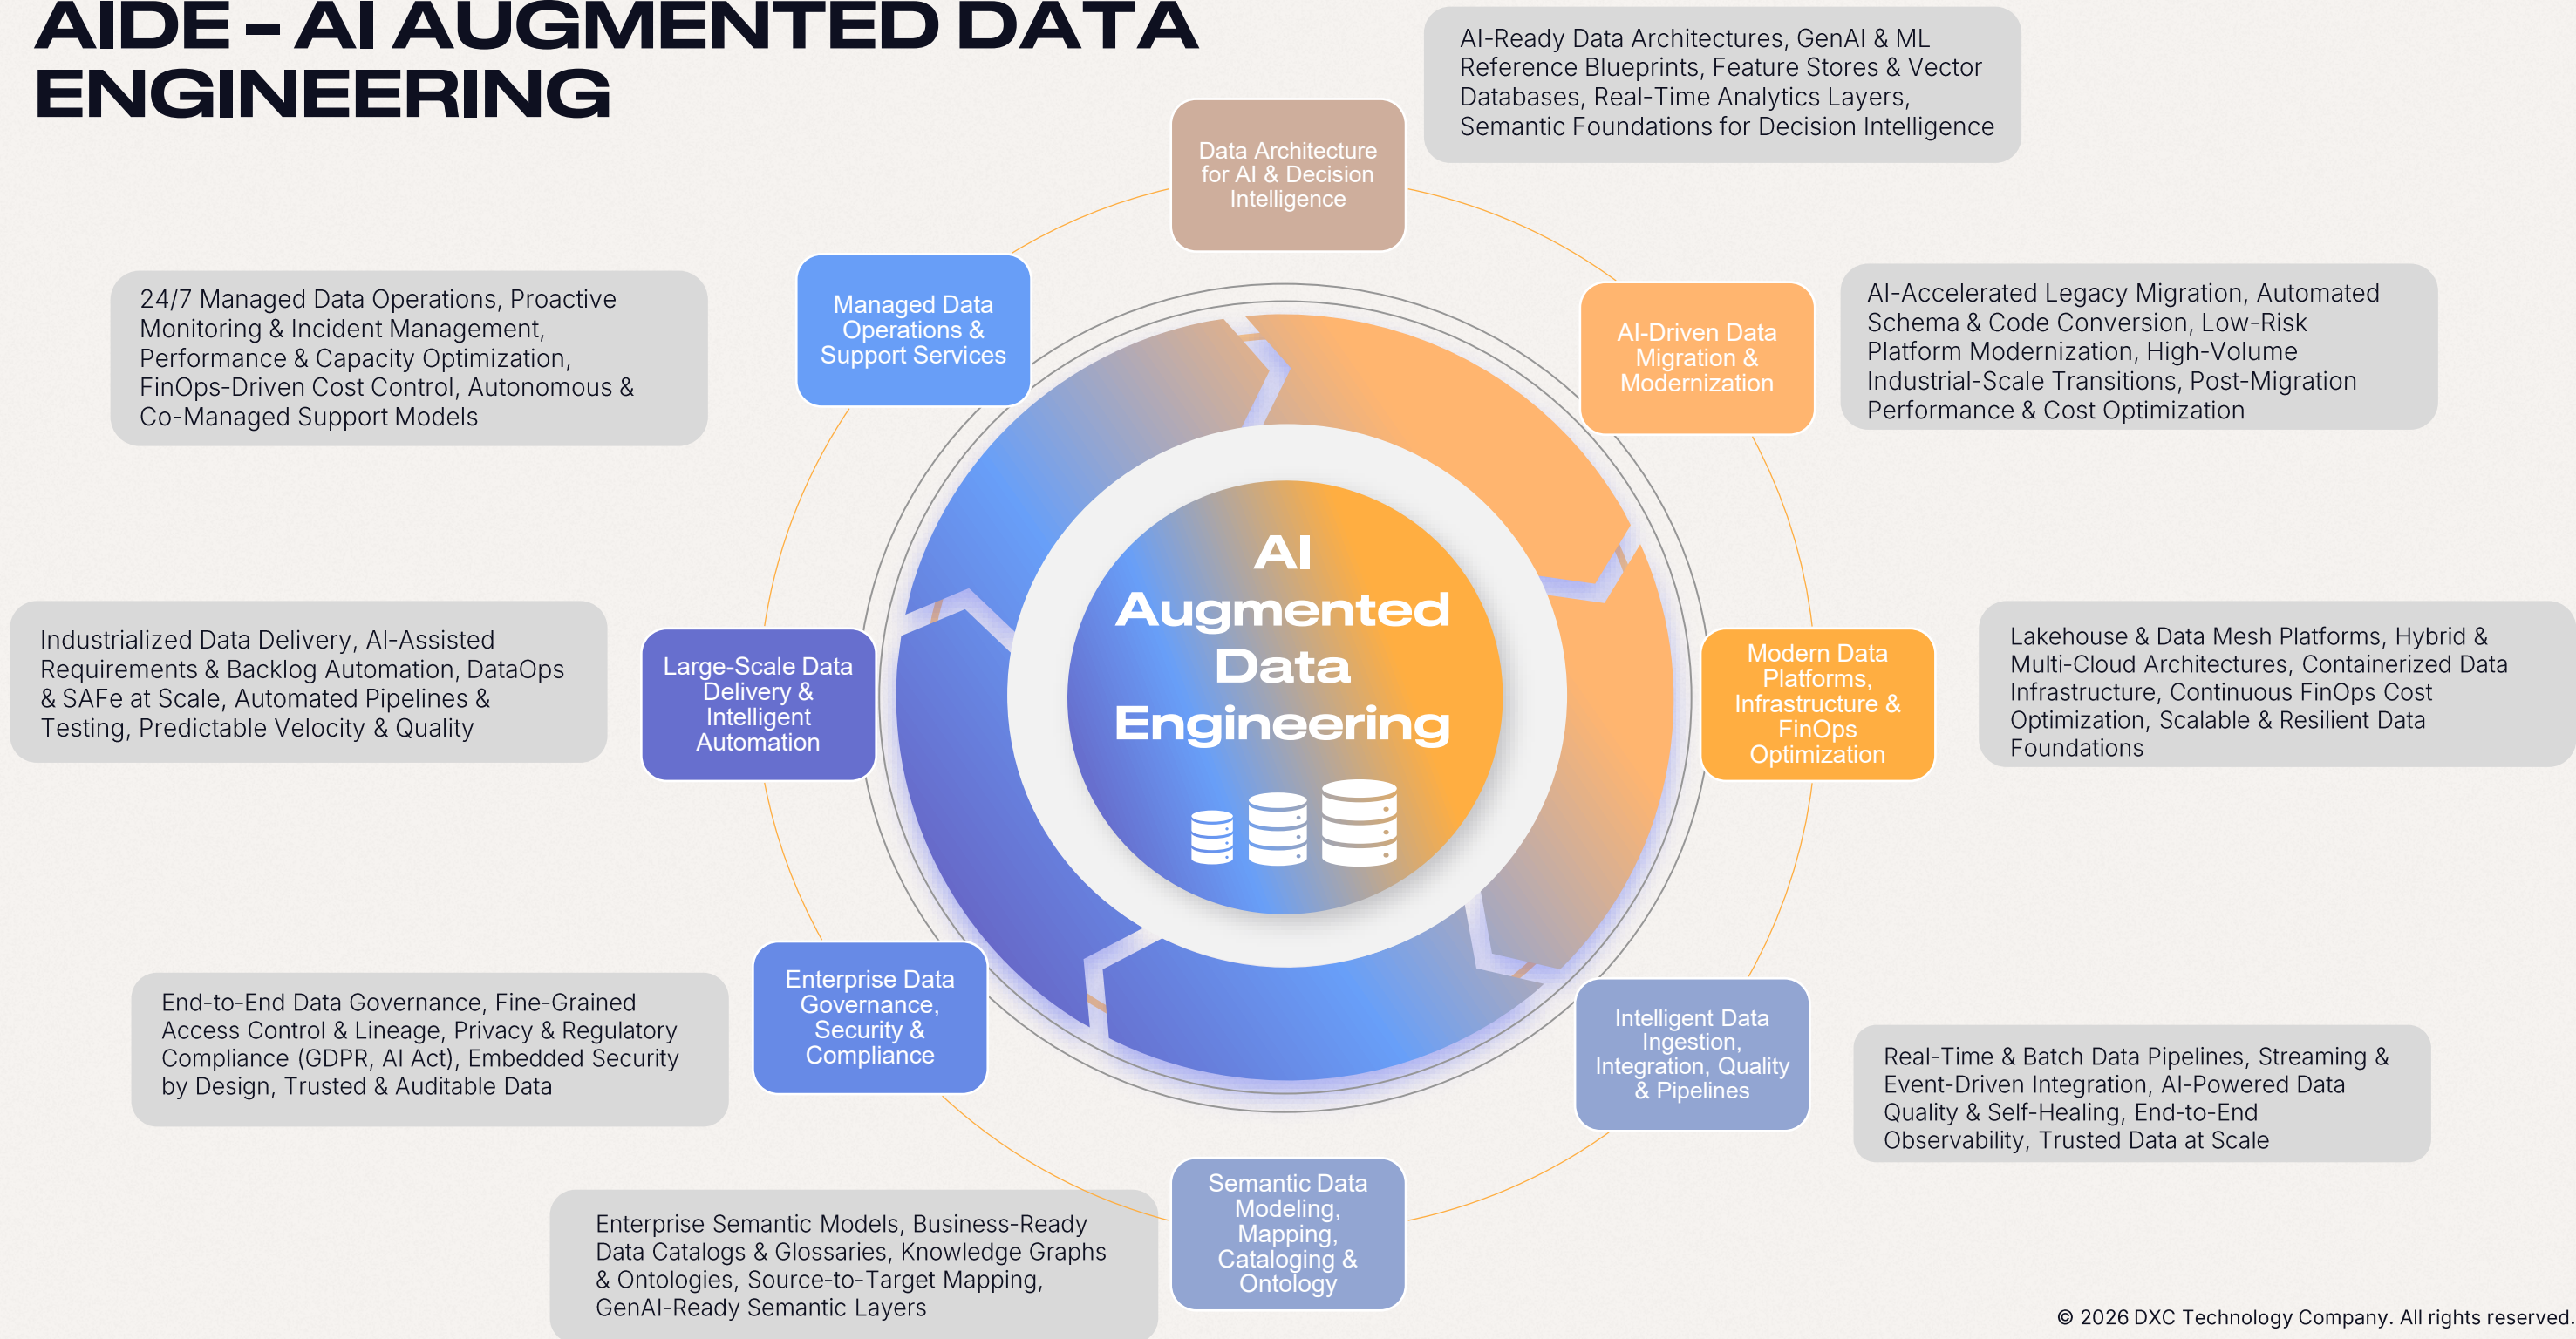 AIDE – AI AUGMENTED DATA
ENGINEERING
AI-Ready Data Architectures, GenAI & ML
Reference Blueprints, Feature Stores & Vector
Databases, Real-Time Analytics Layers,
Semantic Foundations for Decision Intelligence
Data Architecture
for AI & Decision
Intelligence
AI-Driven Data
Migration &
Modernization
AI-Accelerated Legacy Migration, Automated
Schema & Code Conversion, Low-Risk
Platform Modernization, High-Volume
Industrial-Scale Transitions, Post-Migration
Performance & Cost Optimization
Modern Data
Platforms,
Infrastructure &
FinOps
Optimization
Lakehouse & Data Mesh Platforms, Hybrid &
Multi-Cloud Architectures, Containerized Data
Infrastructure, Continuous FinOps Cost
Optimization, Scalable & Resilient Data
Foundations
Intelligent Data
Ingestion,
Integration, Quality
& Pipelines
Real-Time & Batch Data Pipelines, Streaming &
Event-Driven Integration, AI-Powered Data
Quality & Self-Healing, End-to-End
Observability, Trusted Data at Scale
Semantic Data
Modeling,
Mapping,
Cataloging &
Ontology
Enterprise Semantic Models, Business-Ready
Data Catalogs & Glossaries, Knowledge Graphs
& Ontologies, Source-to-Target Mapping,
GenAI-Ready Semantic Layers
Enterprise Data
Governance,
Security &
Compliance
End-to-End Data Governance, Fine-Grained
Access Control & Lineage, Privacy & Regulatory
Compliance (GDPR, AI Act), Embedded Security
by Design, Trusted & Auditable Data
Large-Scale Data
Delivery &
Intelligent
Automation
Industrialized Data Delivery, AI-Assisted
Requirements & Backlog Automation, DataOps
& SAFe at Scale, Automated Pipelines &
Testing, Predictable Velocity & Quality
Managed Data
Operations &
Support Services
24/7 Managed Data Operations, Proactive
Monitoring & Incident Management,
Performance & Capacity Optimization,
FinOps-Driven Cost Control, Autonomous &
Co-Managed Support Models
AI
Augmented
Data
Engineering
© 2026 DXC Technology Company. All rights reserved.